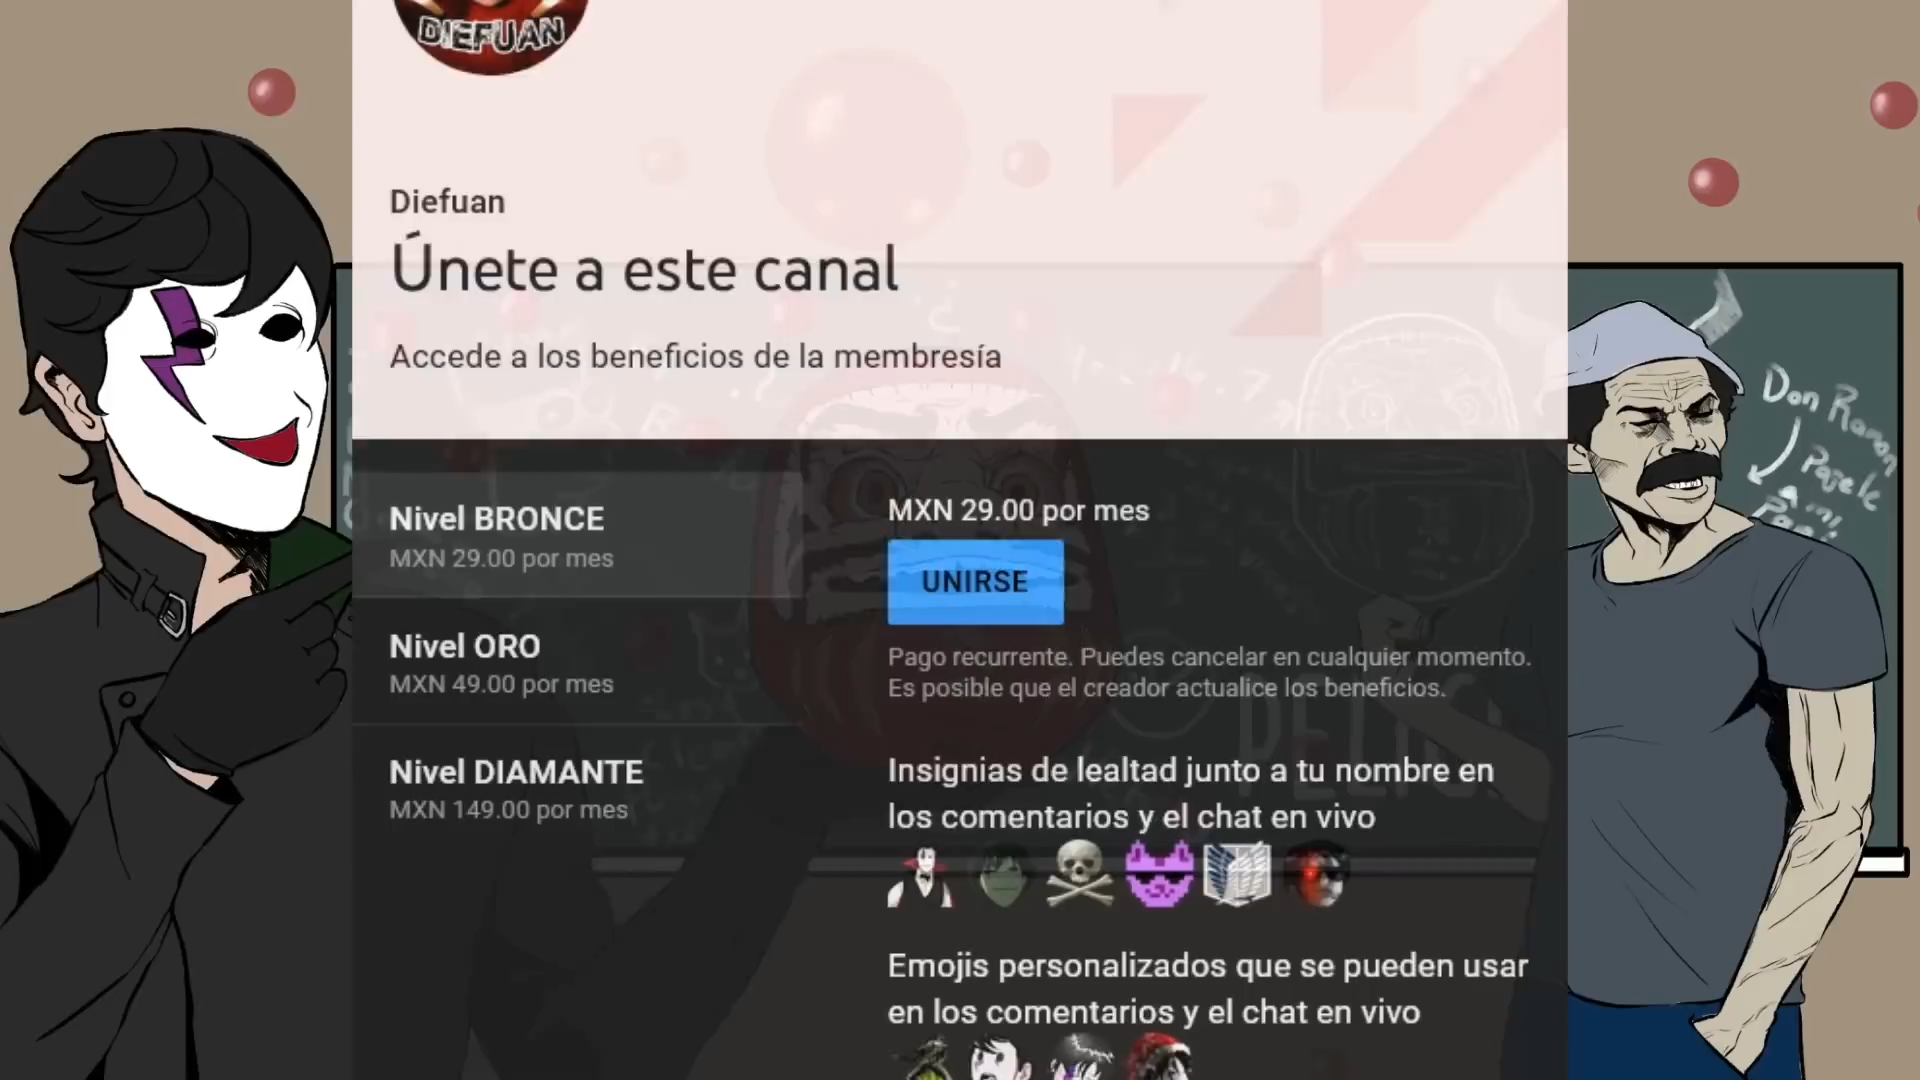 DIEFUAN
Diefuan
Únete a este canal
Accede a los beneficios de la membresía
Nivel BRONCE
MXN 29.00 por mes
Nivel ORO
MXN 49.00 por mes
Nivel DIAMANTE
MXN 149.00 por mes
MXN 29.00 por mes
UNIRSE
Pago recurrente. Puedes cancelar en cualquier momento.
Es posible que el creador actualice los beneficios.
Insignias de lealtad junto a tu nombre en
los comentarios y el chat en vivo
Emojis personalizados que se pueden usar
en los comentarios y el chat en vivo
Don Ramon